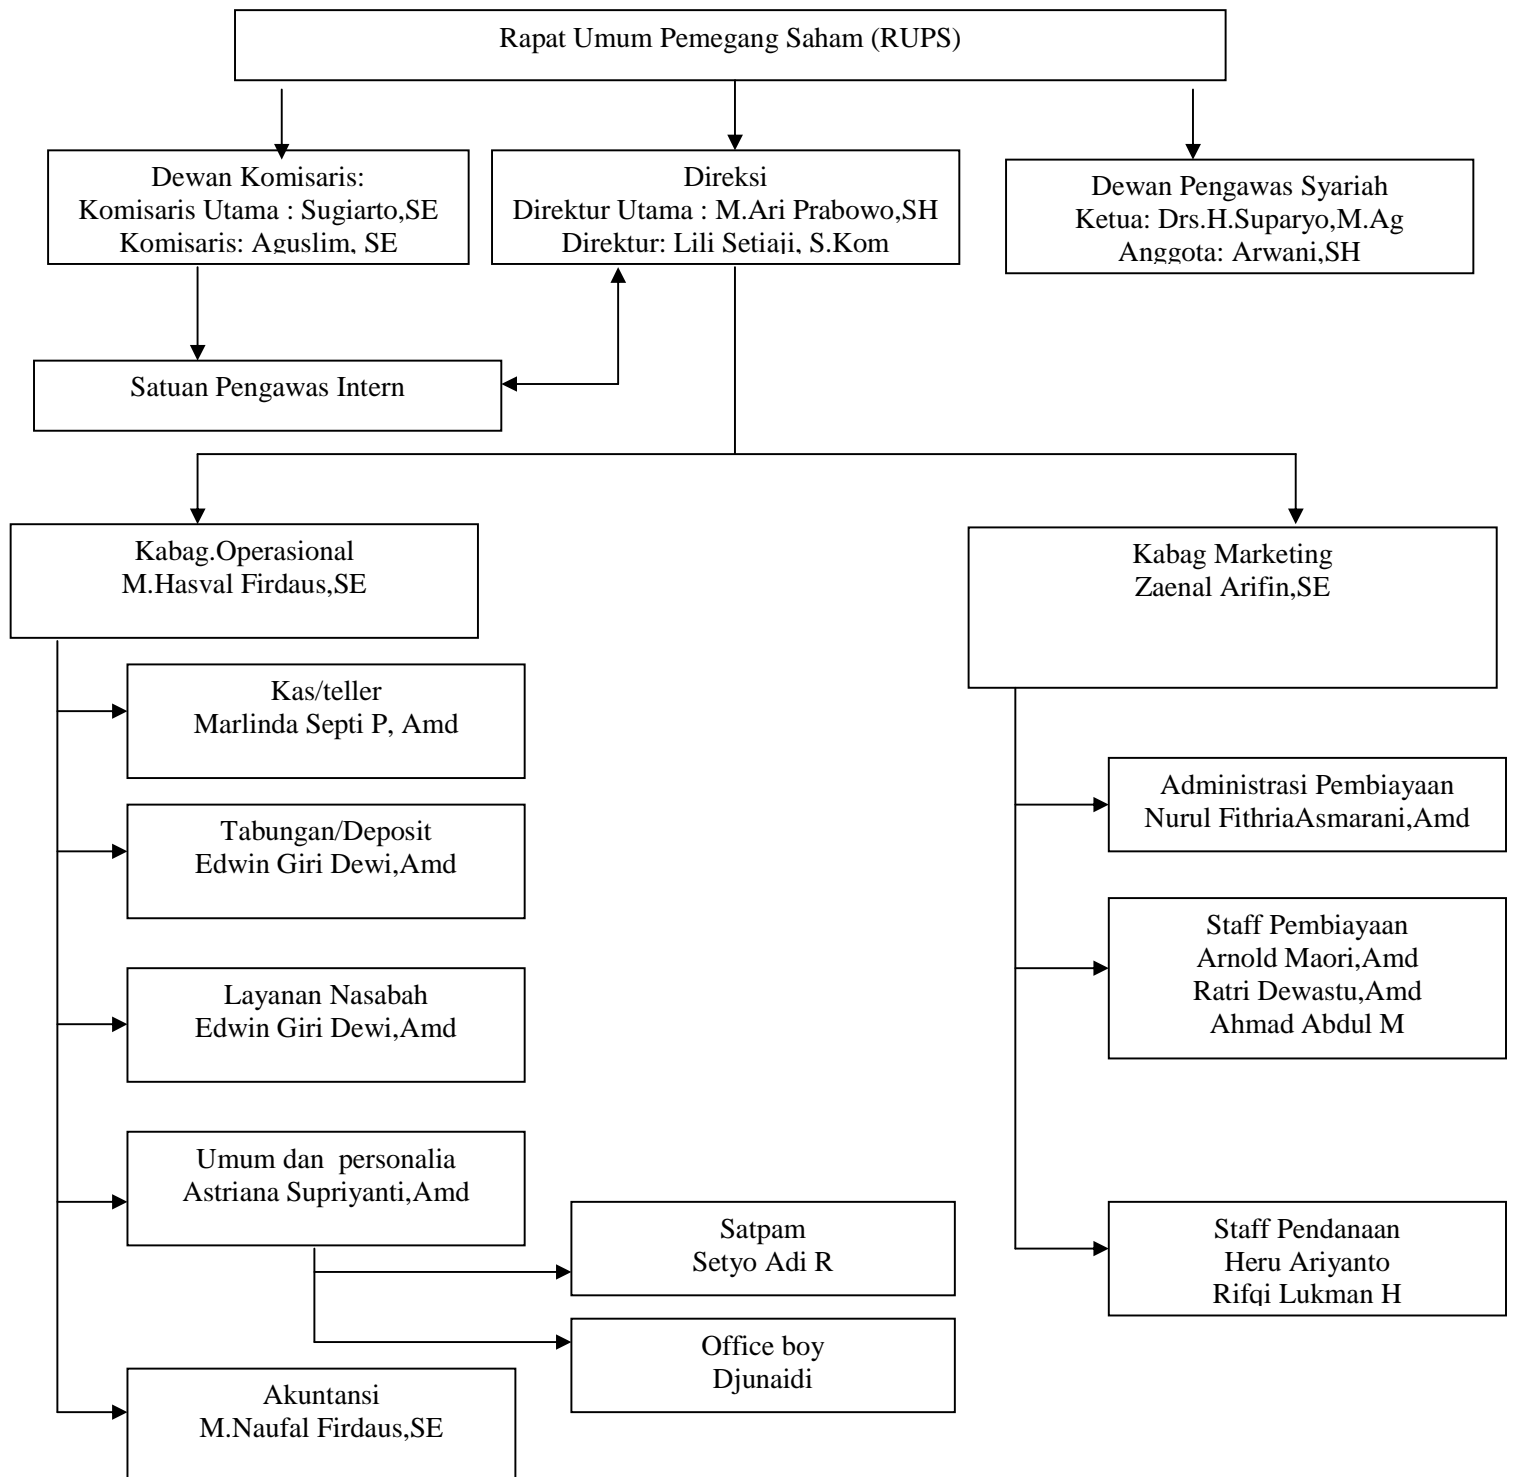 Rapat Umum Pemegang Saham (RUPS)
Dewan Komisaris:
Komisaris Utama : Sugiarto,SE
Komisaris: Aguslim, SE
Direksi
Direktur Utama : M.Ari Prabowo,SH
Direktur: Lili Setiaji, S.Kom
Dewan Pengawas Syariah
Ketua: Drs.H.Suparyo,M.Ag
Anggota: Arwani,SH
Satuan Pengawas Intern
Kabag.Operasional
M.Hasval Firdaus,SE
Kabag Marketing
Zaenal Arifin,SE
Kas/teller
Marlinda Septi P, Amd
Tabungan/Deposit
Edwin Giri Dewi,Amd
Layanan Nasabah
Edwin Giri Dewi,Amd
Umum dan  personalia
Astriana Supriyanti,Amd
Satpam
Setyo Adi R
Office boy
Djunaidi
Akuntansi
M.Naufal Firdaus,SE
Administrasi Pembiayaan
Nurul FithriaAsmarani,Amd
Staff Pembiayaan
Arnold Maori,Amd
Ratri Dewastu,Amd
Ahmad Abdul M
Staff Pendanaan
Heru Ariyanto
Rifqi Lukman H